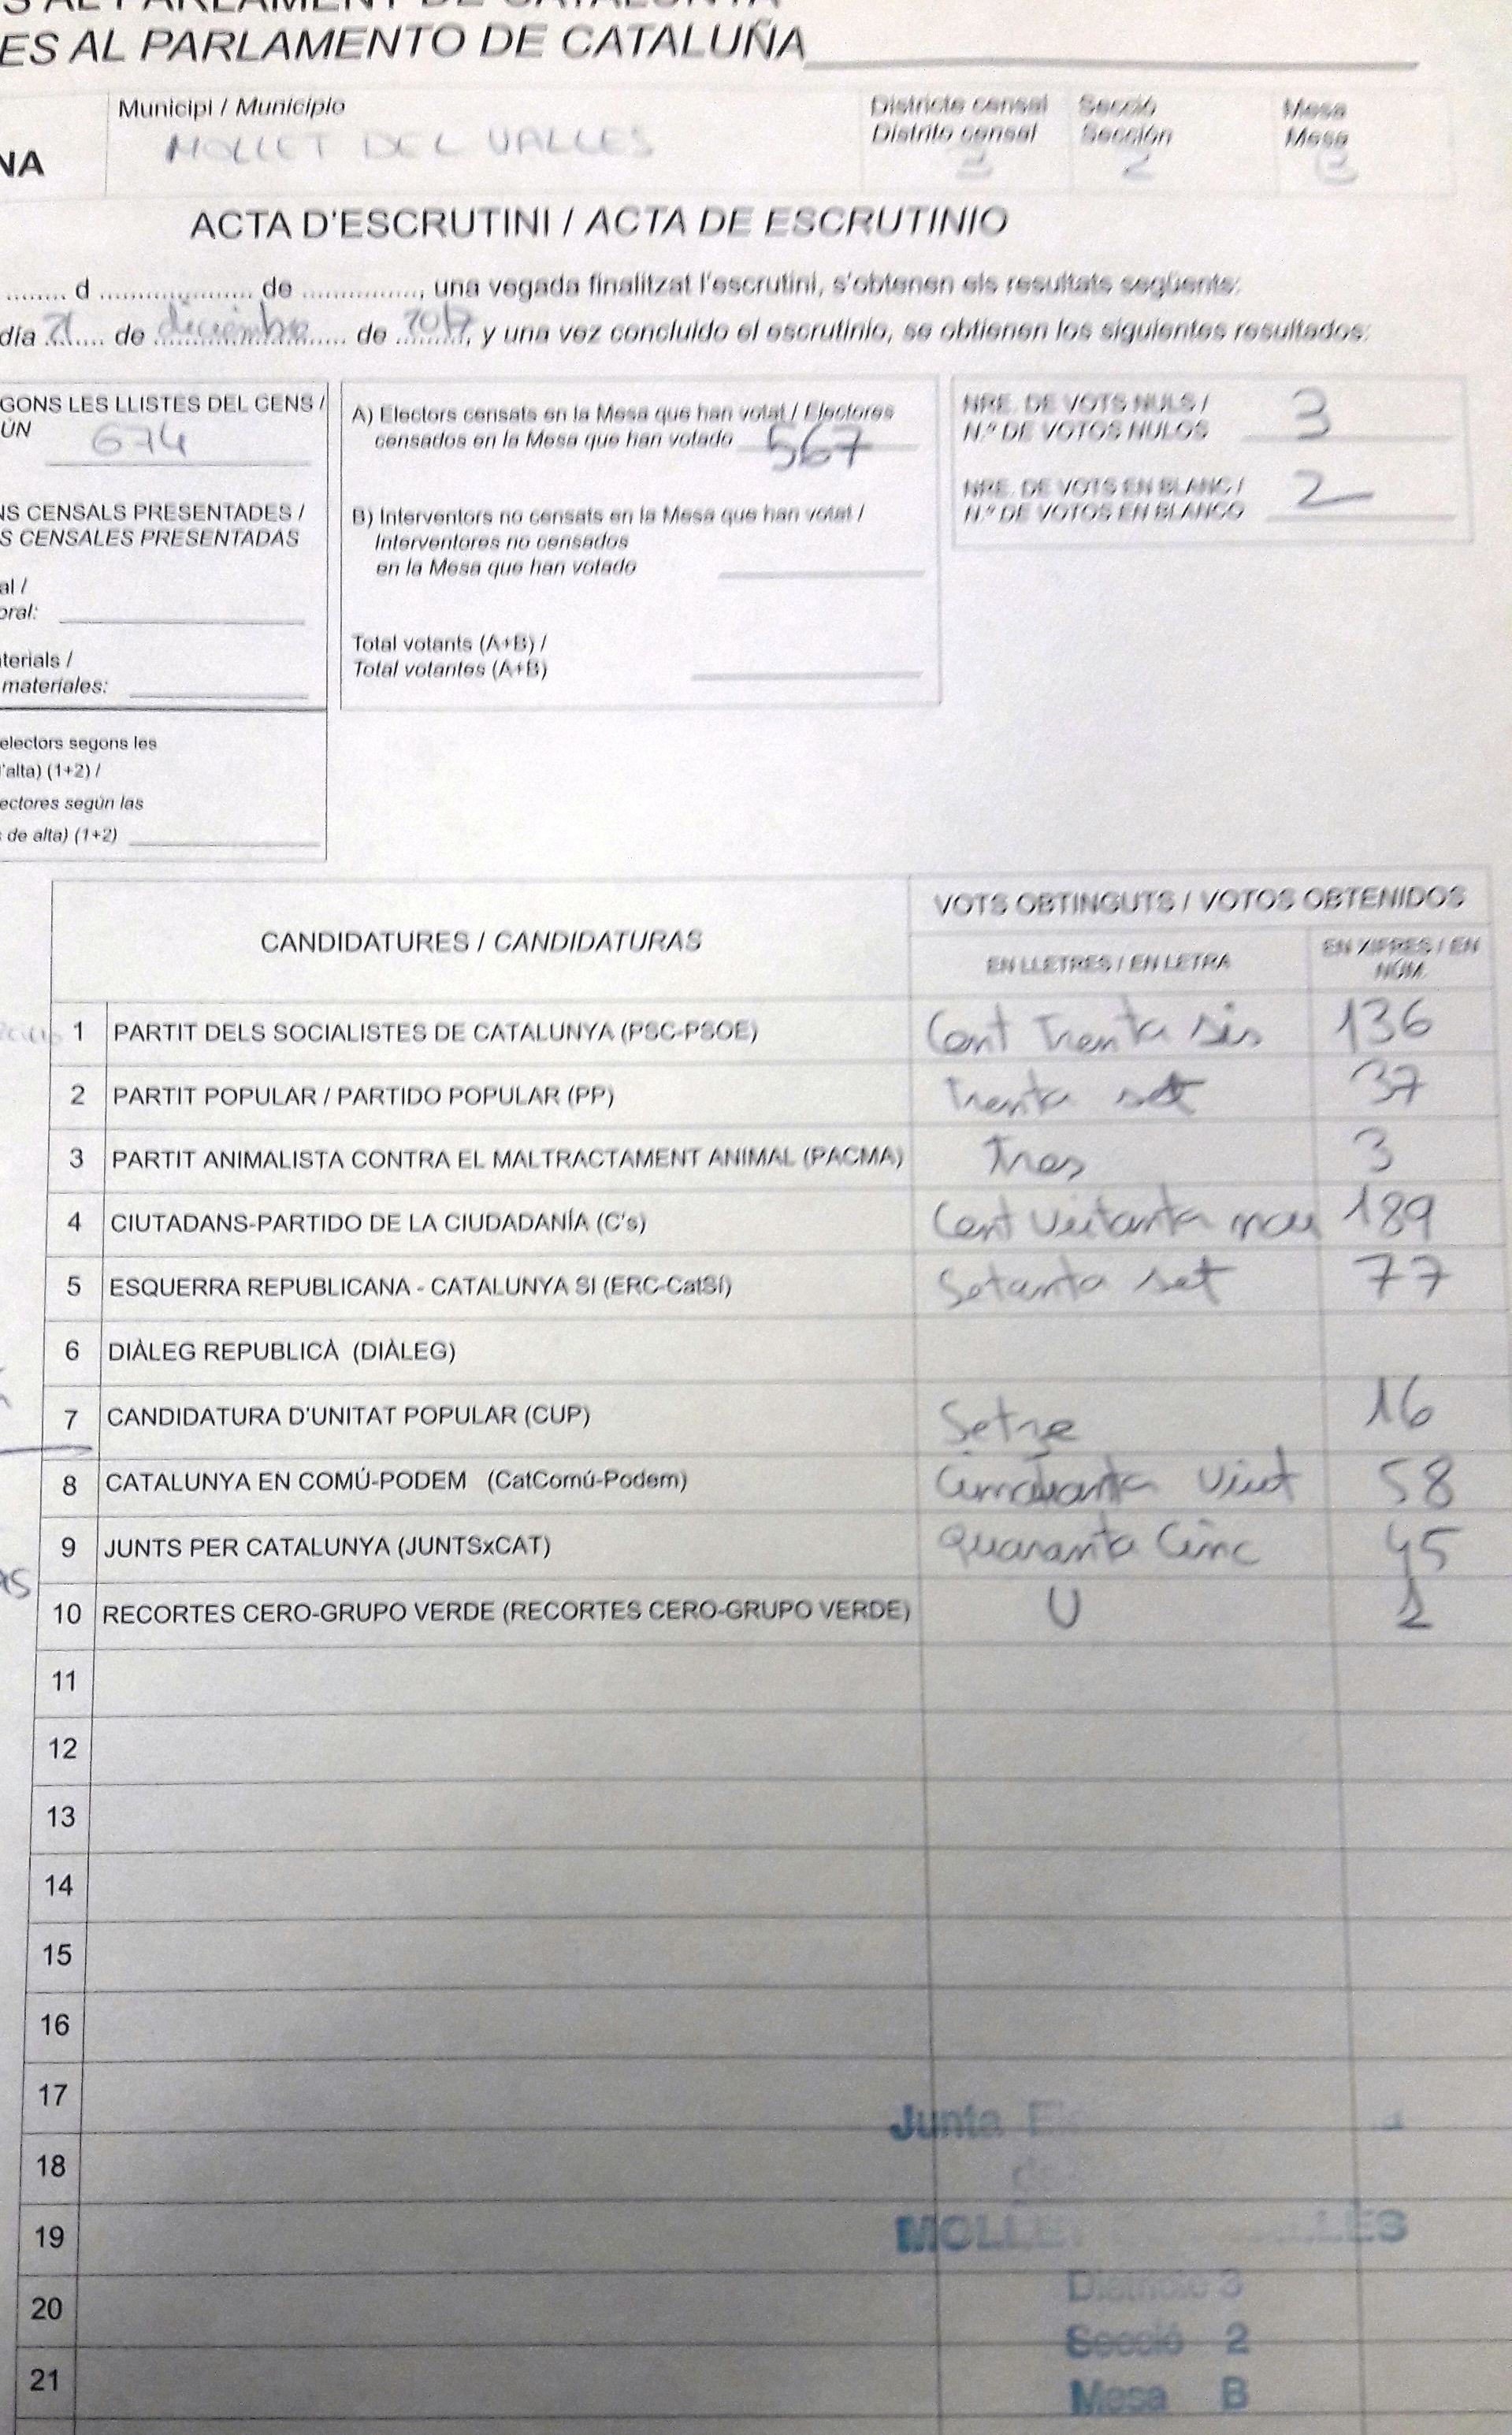 S AL PARLAMENT DE CATALUNYA
ES AL PARLAMENTO DE CATALUÑA
Municipi / Municipio
MOLLET DEL VALLES
Districte censal
Distrito censal
3
Secció
Sección
2
Mesa
Mesa
B
NA
ACTA D'ESCRUTINI / ACTA DE ESCRUTINIO
........ d ...................... de ..............., una vegada finalitzat l'escrutini, s'obtenen els resultats següents:
día 21 de diciembre de 2017, y una vez concluido el escrutinio, se obtienen los siguientes resultados:
GONS LES LLISTES DEL CENS /
ÚN
674
NS CENSALS PRESENTADES /
S CENSALES PRESENTADAS
al /
oral:
terials /
materiales:
electors segons les
'alta) (1+2) /
ectores según las
de alta) (1+2)
A) Electors censats en la Mesa que han votat / Electores
censados en la Mesa que han votado 567
B) Interventors no censats en la Mesa que han votat /
Interventores no censados
en la Mesa que han votado
Total votants (A+B) /
Total votantes (A+B)
NRE. DE VOTS NULS /
N.º DE VOTOS NULOS 3
NRE. DE VOTS EN BLANC /
N.º DE VOTOS EN BLANCO 2
CANDIDATURES / CANDIDATURAS
VOTS OBTINGUTS / VOTOS OBTENIDOS
EN LLETRES / EN LETRA
EN XIFRES / EN
NÚM.
1 PARTIT DELS SOCIALISTES DE CATALUNYA (PSC-PSOE) Cent Trenta sis 136
2 PARTIT POPULAR / PARTIDO POPULAR (PP) Trenta set 37
3 PARTIT ANIMALISTA CONTRA EL MALTRACTAMENT ANIMAL (PACMA) Tres 3
4 CIUTADANS-PARTIDO DE LA CIUDADANÍA (C's) Cent Vuitanta nou 189
5 ESQUERRA REPUBLICANA - CATALUNYA SI (ERC-CatSí) Setanta set 77
6 DIÀLEG REPUBLICÀ (DIÀLEG)
7 CANDIDATURA D'UNITAT POPULAR (CUP) Setze 16
8 CATALUNYA EN COMÚ-PODEM (CatComú-Podem) Cinquanta Vuit 58
9 JUNTS PER CATALUNYA (JUNTSxCAT) Quaranta Cinc 45
10 RECORTES CERO-GRUPO VERDE (RECORTES CERO-GRUPO VERDE) U 1
11
12
13
14
15
16
17
18
19
20
21
Junta
de
MOLLET
Districte 3
Secció 2
Mesa B